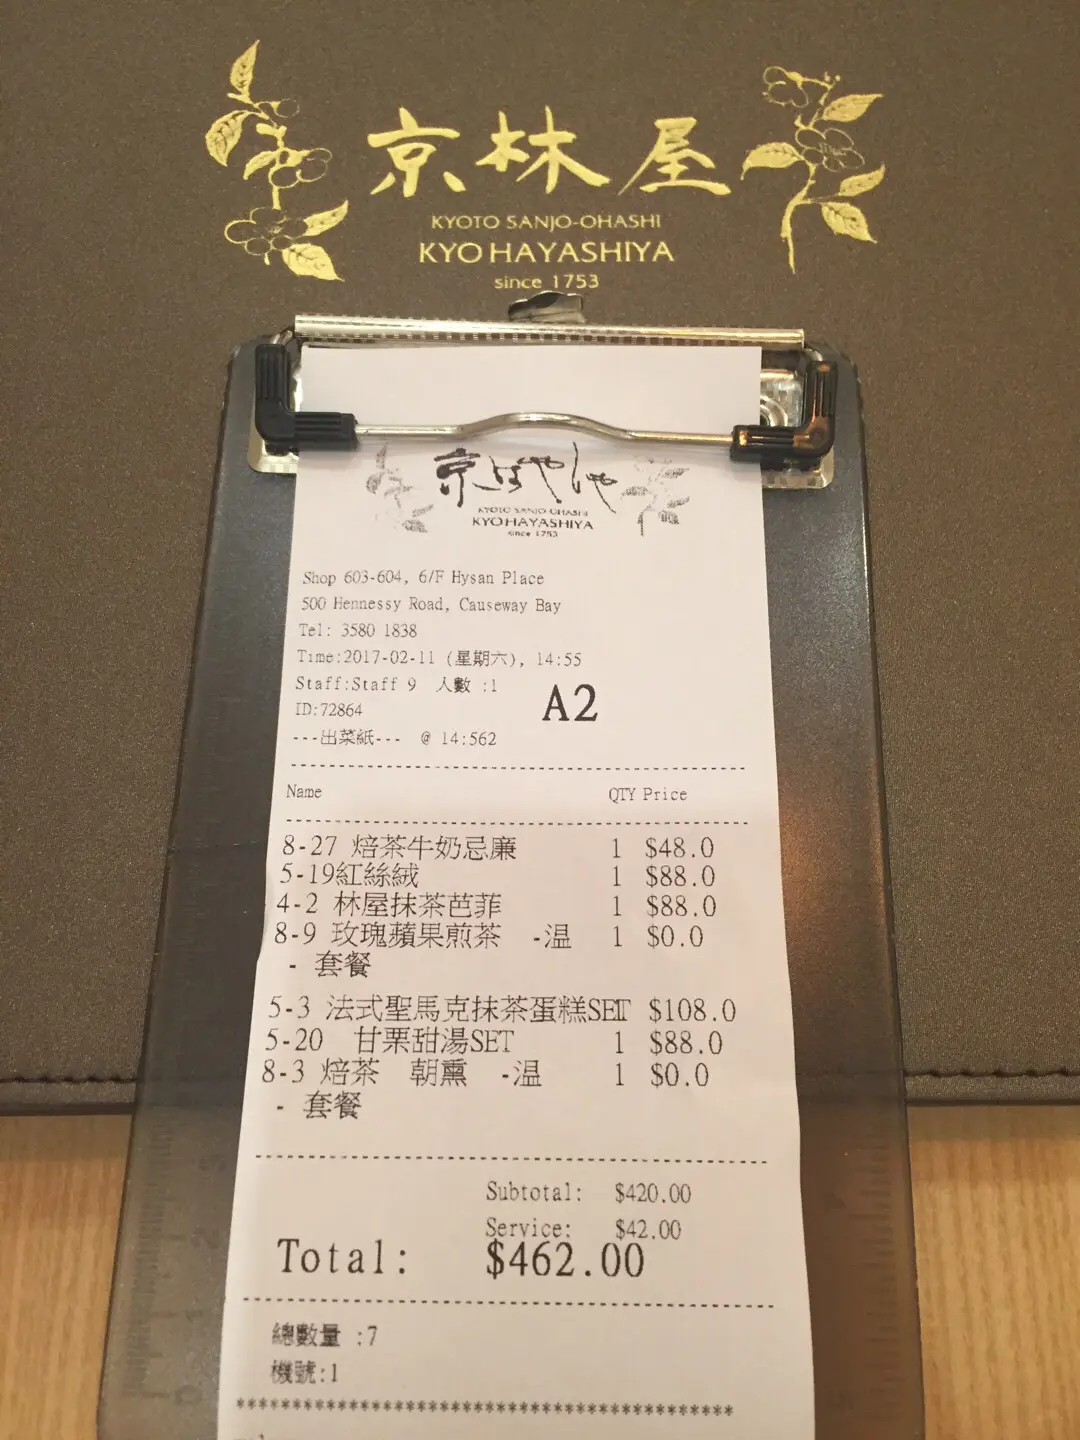 京林屋
KYOTO SANJO-OHASHI
KYO HAYASHIYA
since 1753
京はやしや
KYOTO SANJO-OHASHI
KYOHAYASHIYA
since 1753
Shop 603-604, 6/F Hysan Place
500 Hennessy Road, Causeway Bay
Tel: 3580 1838
Time:2017-02-11 (星期六), 14:55
Staff:Staff 9 人數 :1
A2
ID:72864
---出菜紙--- @ 14:562
Name QTY Price
8-27 焙茶牛奶忌廉 1 $48.0
5-19紅絲絨 1 $88.0
4-2 林屋抹茶芭菲 1 $88.0
8-9 玫瑰蘋果煎茶 -温 1 $0.0
- 套餐
5-3 法式聖馬克抹茶蛋糕SET $108.0
5-20 甘栗甜湯SET 1 $88.0
8-3 焙茶 朝薰 -温 1 $0.0
- 套餐
Subtotal: $420.00
Service: $42.00
Total: $462.00
總數量 :7
機號:1
************************************